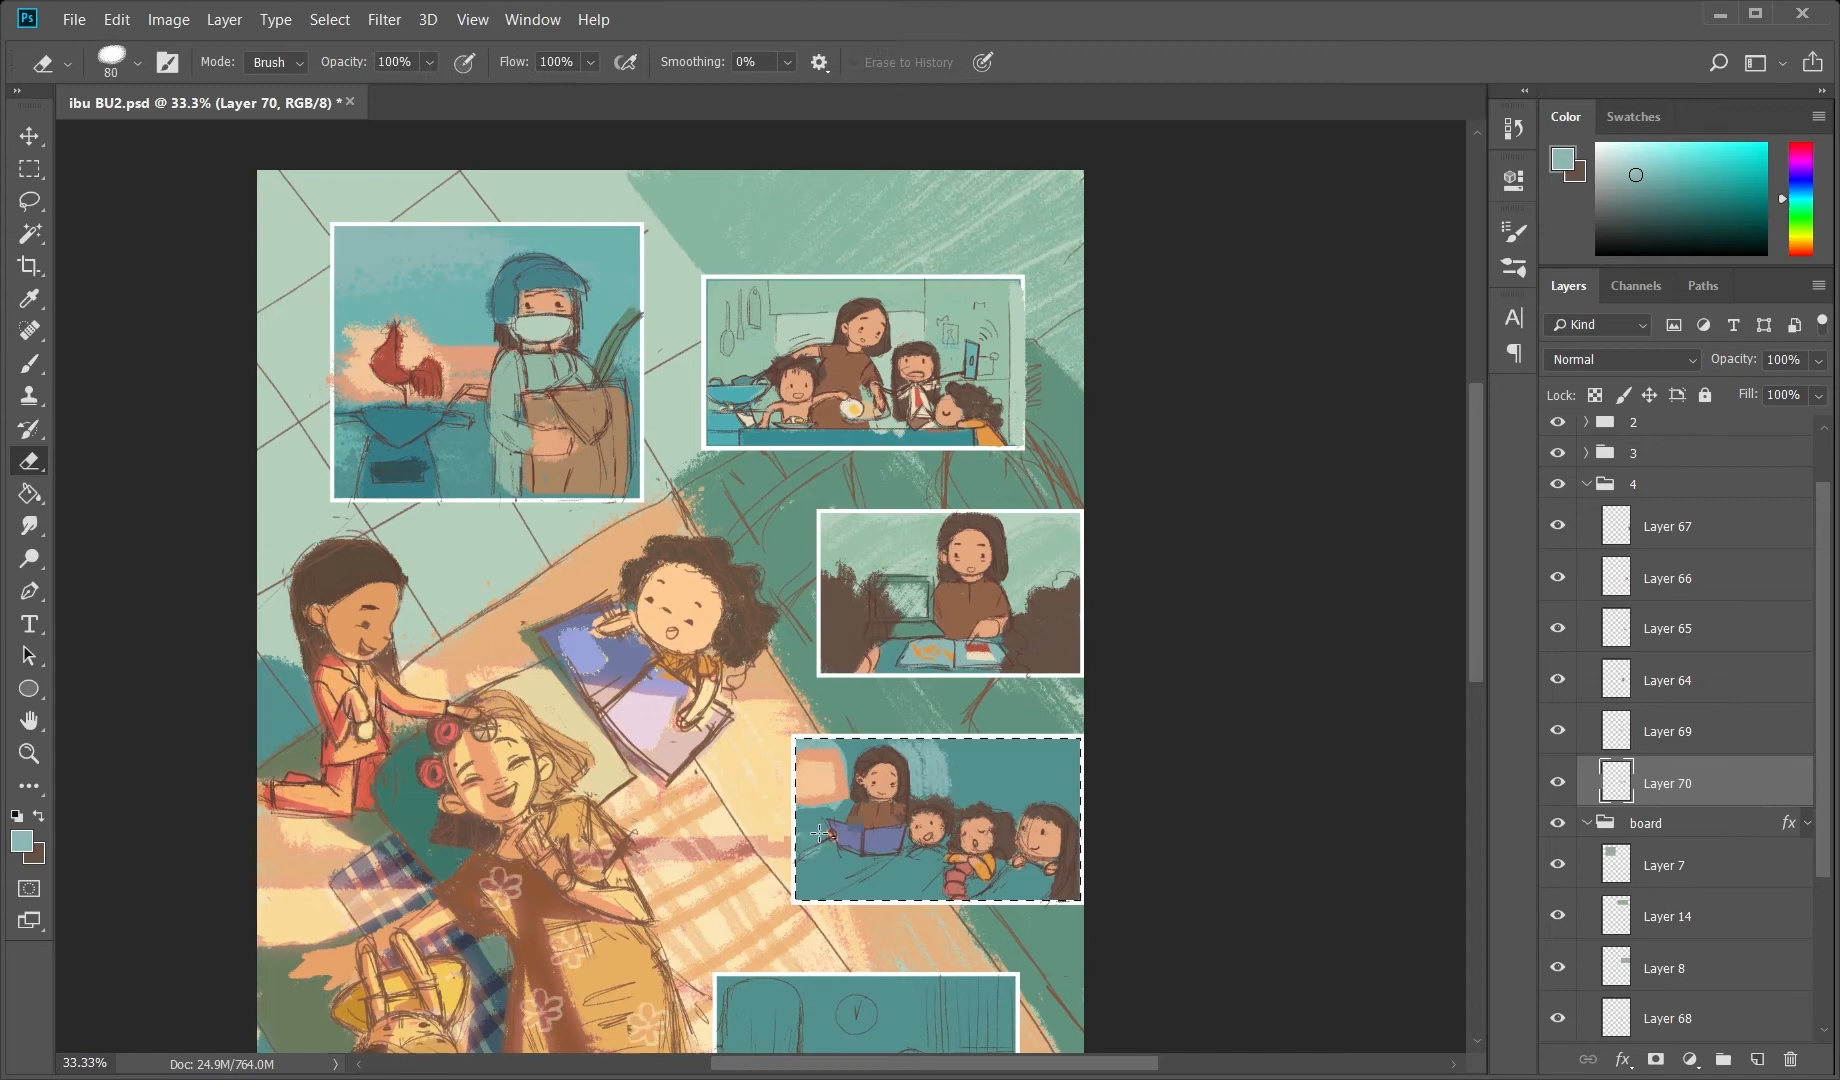 Ps File Edit Image Layer Type Select Filter 3D View Window Help
80 Mode: Brush Opacity: 100% Flow: 100% Smoothing: 0% Erase to History
ibu BU2.psd @ 33.3% (Layer 70, RGB/8) *
Color Swatches
Layers Channels Paths
Kind
Normal Opacity: 100%
Lock: Fill: 100%
2
3
4
Layer 67
Layer 66
Layer 65
Layer 64
Layer 69
Layer 70
board fx
Layer 7
Layer 14
Layer 8
Layer 68
33.33% Doc: 24.9M/764.0M
fx